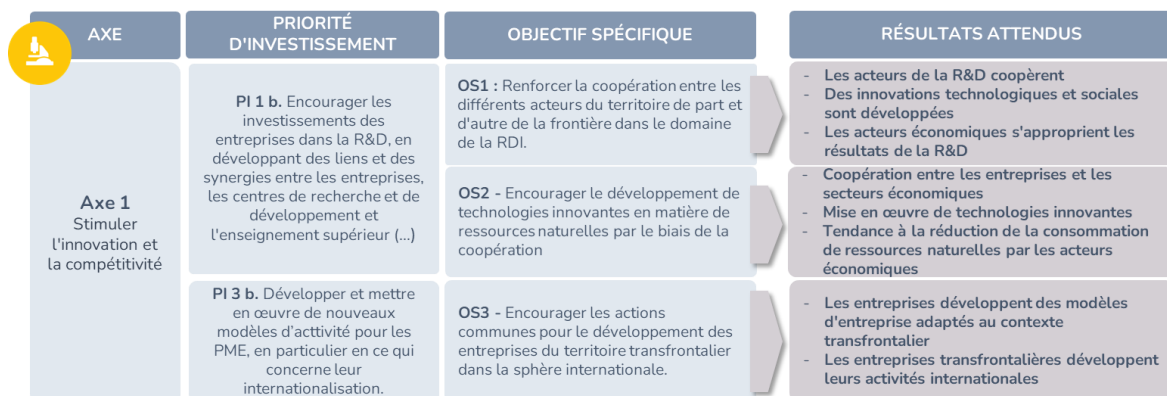 AXE
PRIORITÉ
D'INVESTISSEMENT
OBJECTIF SPÉCIFIQUE
RÉSULTATS ATTENDUS
Axe 1
Stimuler
l'innovation et
la compétitivité
PI 1 b. Encourager les
investissements des
entreprises dans la R&D, en
développant des liens et des
synergies entre les entreprises,
les centres de recherche et de
développement et
l'enseignement supérieur (...)
OS1 : Renforcer la coopération entre les
différents acteurs du territoire de part et
d'autre de la frontière dans le domaine
de la RDI.
- Les acteurs de la R&D coopèrent
- Des innovations technologiques et sociales
sont développées
- Les acteurs économiques s'approprient les
résultats de la R&D
OS2 - Encourager le développement de
technologies innovantes en matière de
ressources naturelles par le biais de la
coopération
- Coopération entre les entreprises et les
secteurs économiques
- Mise en œuvre de technologies innovantes
- Tendance à la réduction de la consommation
de ressources naturelles par les acteurs
économiques
PI 3 b. Développer et mettre
en œuvre de nouveaux
modèles d'acttivité pour les
PME, en particulier en ce qui
concerne leur
internationalisation.
OS3 - Encourager les actions
communes pour le développement des
entreprises du territoire transfrontalier
dans la sphère internationale.
- Les entreprises développent des modèles
d'entreprise adaptés au contexte
transfrontalier
- Les entreprises transfrontalières développent
leurs activités internationales